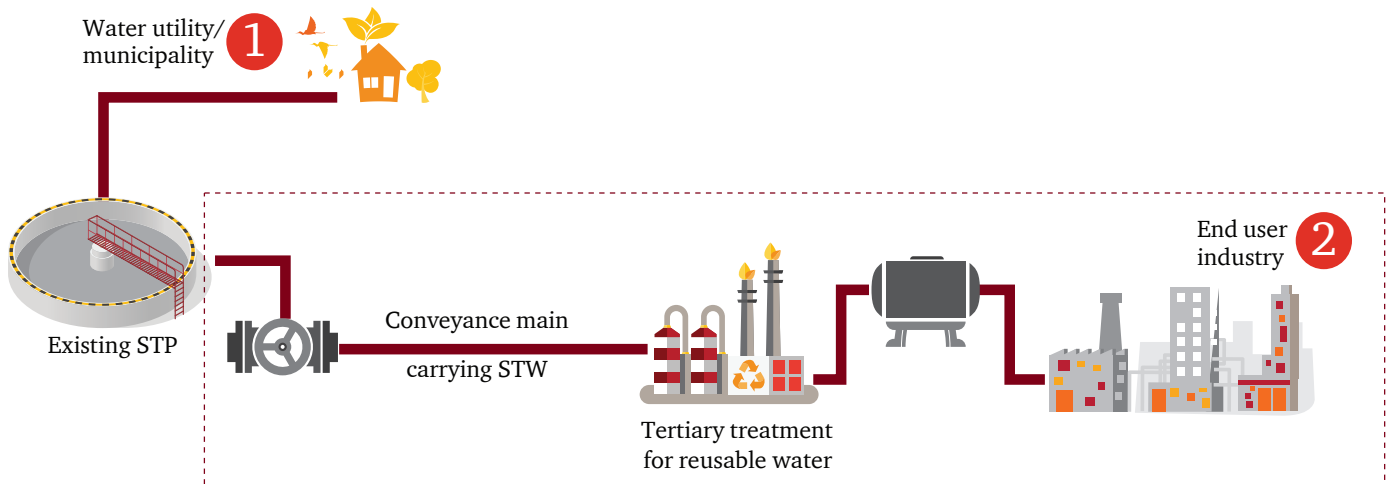 Water utility/
municipality
1
Existing STP
Conveyance main
carrying STW
Tertiary treatment
for reusable water
End user
industry
2